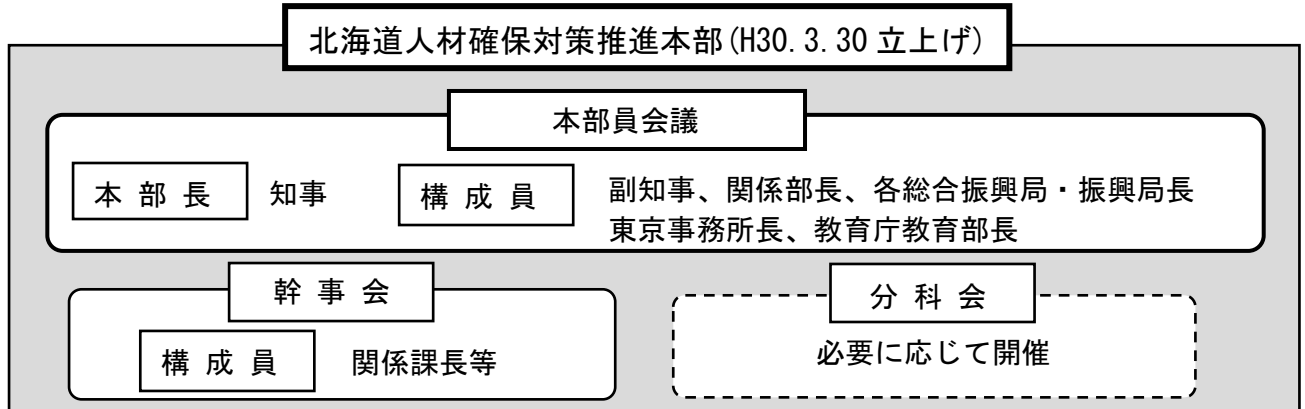 北海道人材確保対策推進本部(H30.3.30 立上げ)
本部員会議
本 部 長 知事 構 成 員 副知事、関係部長、各総合振興局・振興局長
東京事務所長、教育庁教育部長
幹 事 会
構 成 員 関係課長等
分 科 会
必要に応じて開催